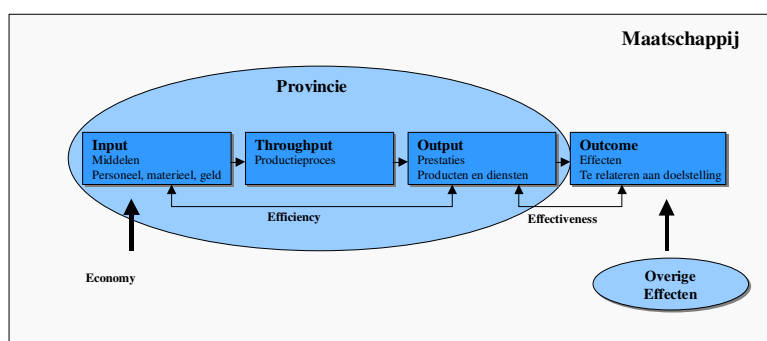 Maatschappij
Provincie
Input
Middelen
Personeel, materieel, geld
Throughput
Productieproces
Output
Prestaties
Producten en diensten
Outcome
Effecten
Te relateren aan doelstelling
Efficiency
Effectiveness
Economy
Overige
Effecten